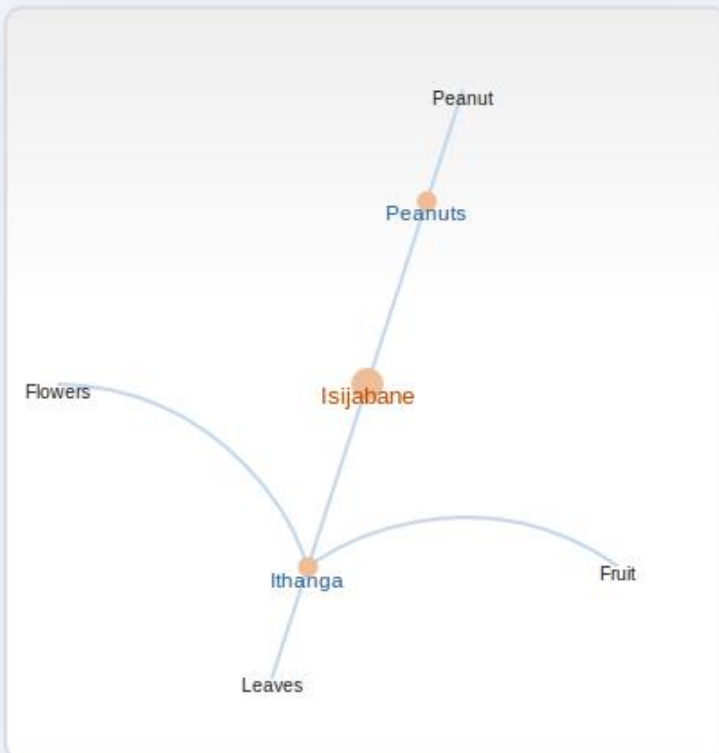 Peanut
Peanuts
Flowers
Isijabane
Ithanga
Fruit
Leaves